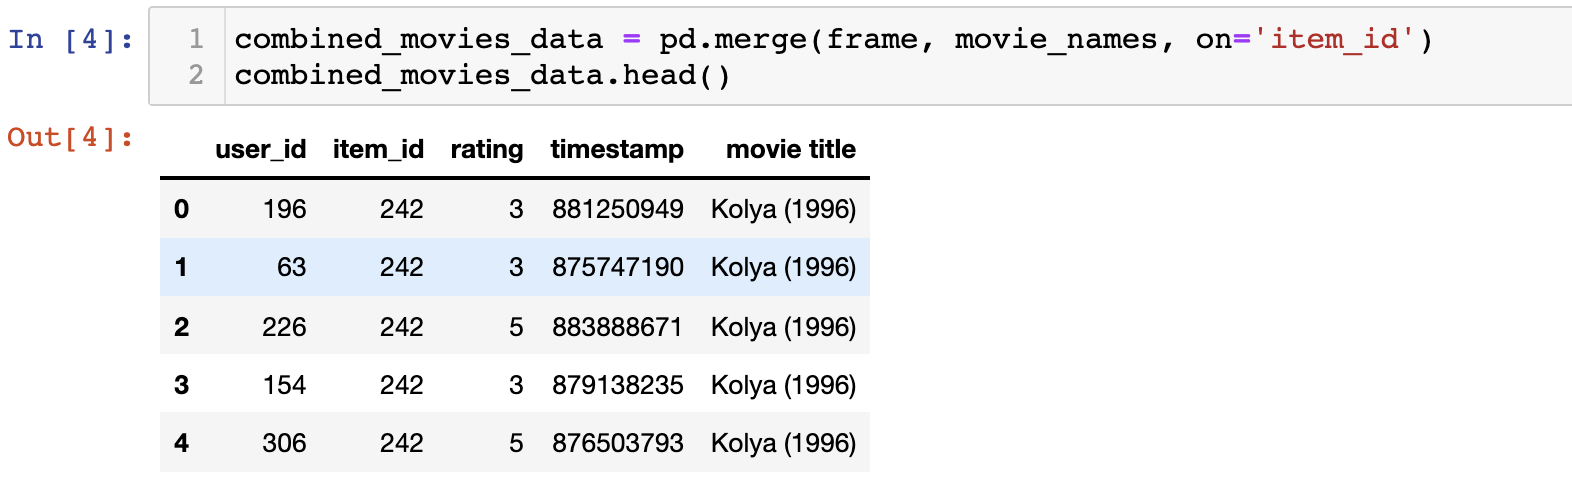 In [4]:
1 combined_movies_data = pd.merge(frame, movie_names, on='item_id')
2 combined_movies_data.head()
Out[4]:
user_id item_id rating timestamp movie title
0 196 242 3 881250949 Kolya (1996)
1 63 242 3 875747190 Kolya (1996)
2 226 242 5 883888671 Kolya (1996)
3 154 242 3 879138235 Kolya (1996)
4 306 242 5 876503793 Kolya (1996)